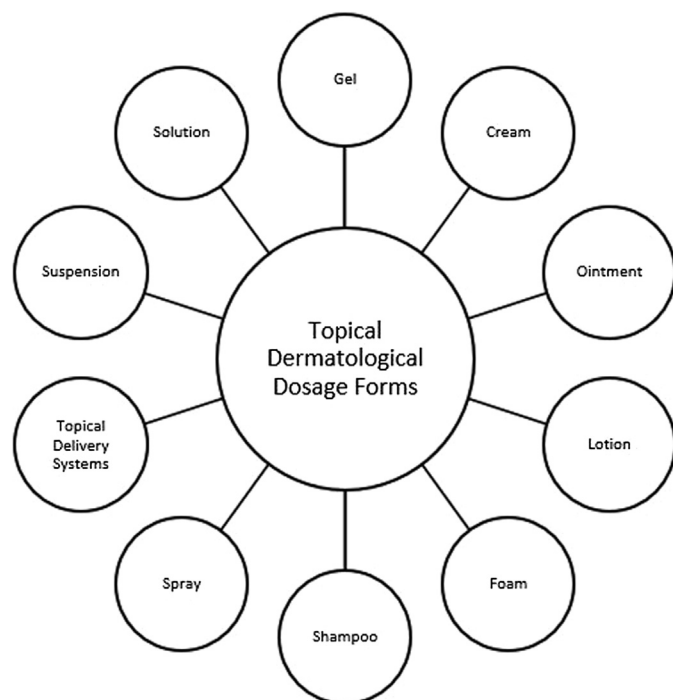 Gel
Cream
Ointment
Lotion
Foam
Shampoo
Spray
Topical
Delivery
Systems
Suspension
Solution
Topical
Dermatological
Dosage Forms